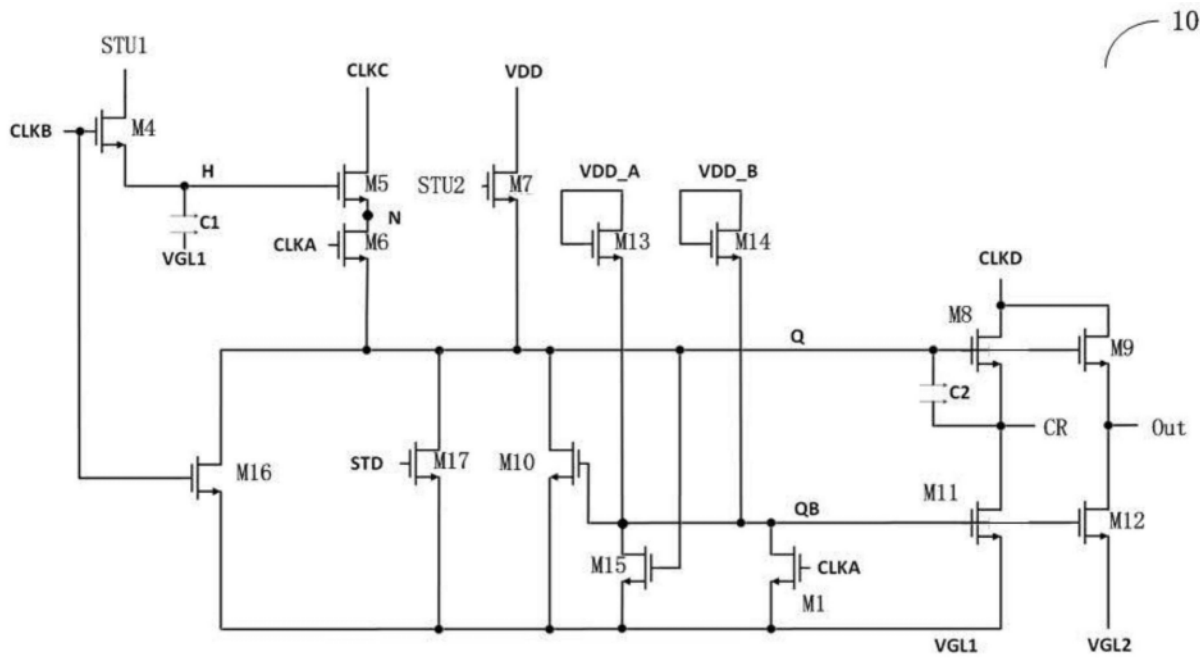 10
STU1
CLKC
VDD
CLKB
M4
H
M5
STU2
M7
VDD_A
VDD_B
C1
N
CLKA
M6
M13
M14
VGL1
CLKD
M8
Q
M9
C2
CR
Out
M16
STD
M17
M10
M11
QB
M12
M15
CLKA
M1
VGL1
VGL2